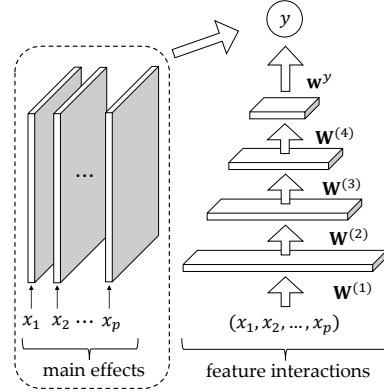 y
w^y
W^(4)
W^(3)
...
W^(2)
W^(1)
x_1 x_2 ... x_p
(x_1, x_2, ..., x_p)
main effects
feature interactions